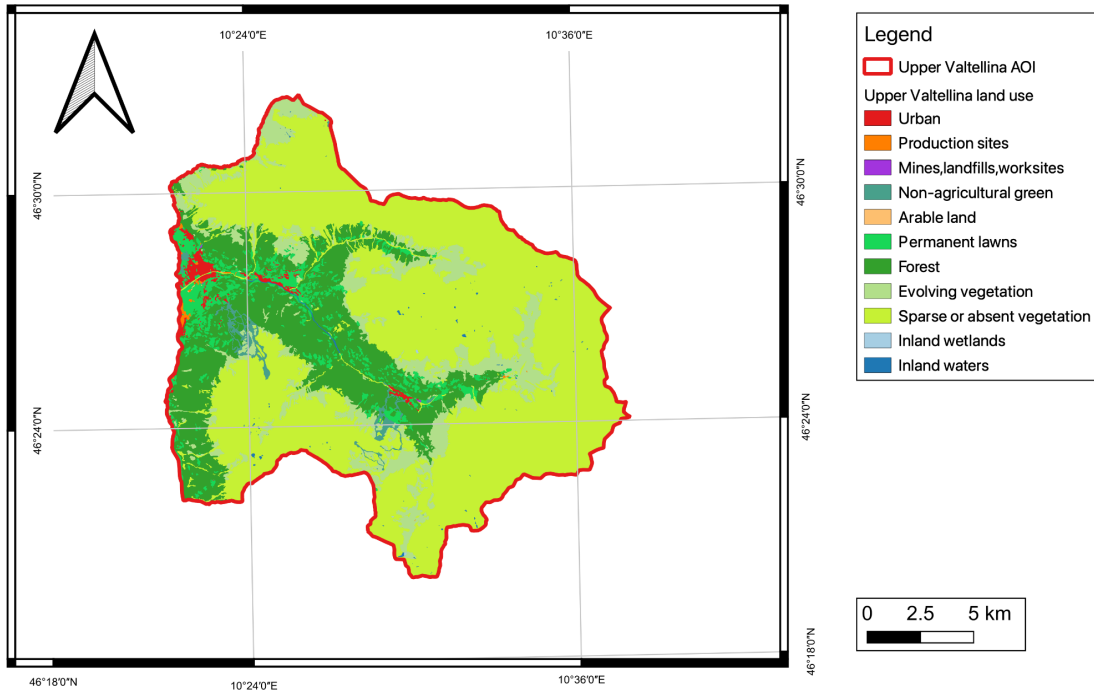 10°24'0"E
10°36'0"E
46°30'0"N
46°30'0"N
46°24'0"N
46°24'0"N
46°18'0"N
46°18'0"N
10°24'0"E
10°36'0"E
Legend
Upper Valtellina AOI
Upper Valtellina land use
Urban
Production sites
Mines,landfills,worksites
Non-agricultural green
Arable land
Permanent lawns
Forest
Evolving vegetation
Sparse or absent vegetation
Inland wetlands
Inland waters
0 2.5 5 km